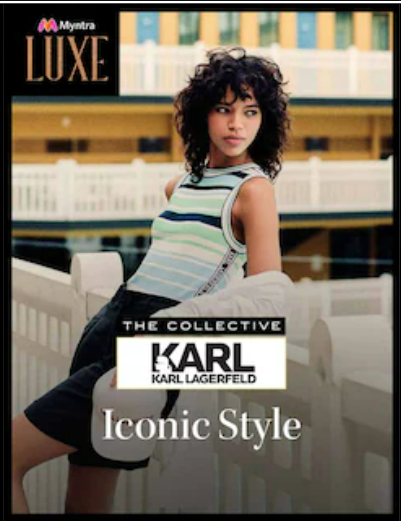 Myntra
LUXE
THE COLLECTIVE
KARL
KARL LAGERFELD
Iconic Style